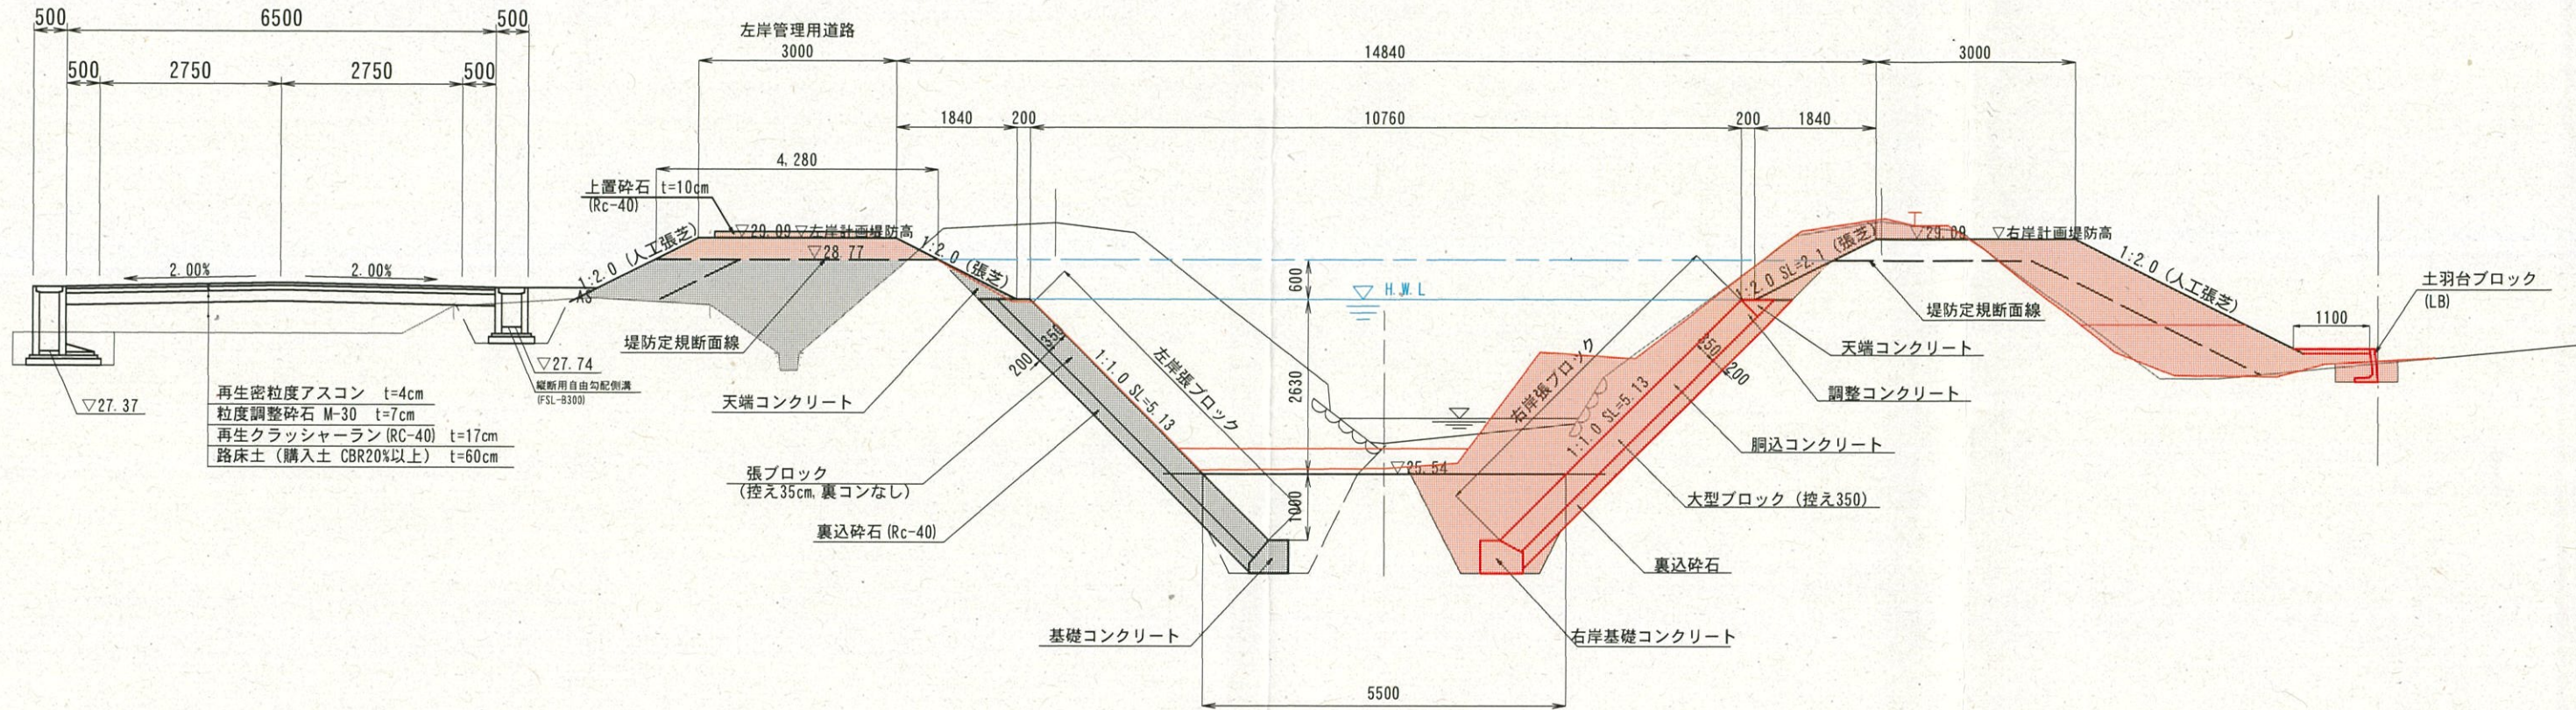 500 6500 500
500 2750 2750 500
左岸管理用道路
3000 14840 3000
1840 200 10760 200 1840
4,280
上置砕石 t=10cm
(Rc-40)
▽29.09 ▽左岸計画堤防高
▽28.77
1:2.0 (人工張芝)
1:2.0 (張芝)
2.00% 2.00%
AS
堤防定規断面線
▽27.74
縦断用自由勾配側溝
(FSL-B300)
▽27.37
再生密粒度アスコン t=4cm
粒度調整砕石 M-30 t=7cm
再生クラッシャーラン(RC-40) t=17cm
路床土(購入土 CBR20%以上) t=60cm
天端コンクリート
350
200
1:1.0 SL=5.13
左岸張ブロック
張ブロック
(控え35cm,裏コンなし)
裏込砕石(Rc-40)
基礎コンクリート
600
H.W.L
2630
1000
▽25.54
5500
右岸張ブロック
1:1.0 SL=5.13
350
200
1:2.0 SL=2.1 (張芝)
▽29.09 ▽右岸計画堤防高
1:2.0 (人工張芝)
堤防定規断面線
天端コンクリート
調整コンクリート
胴込コンクリート
大型ブロック(控え350)
裏込砕石
右岸基礎コンクリート
1100
土羽台ブロック
(LB)